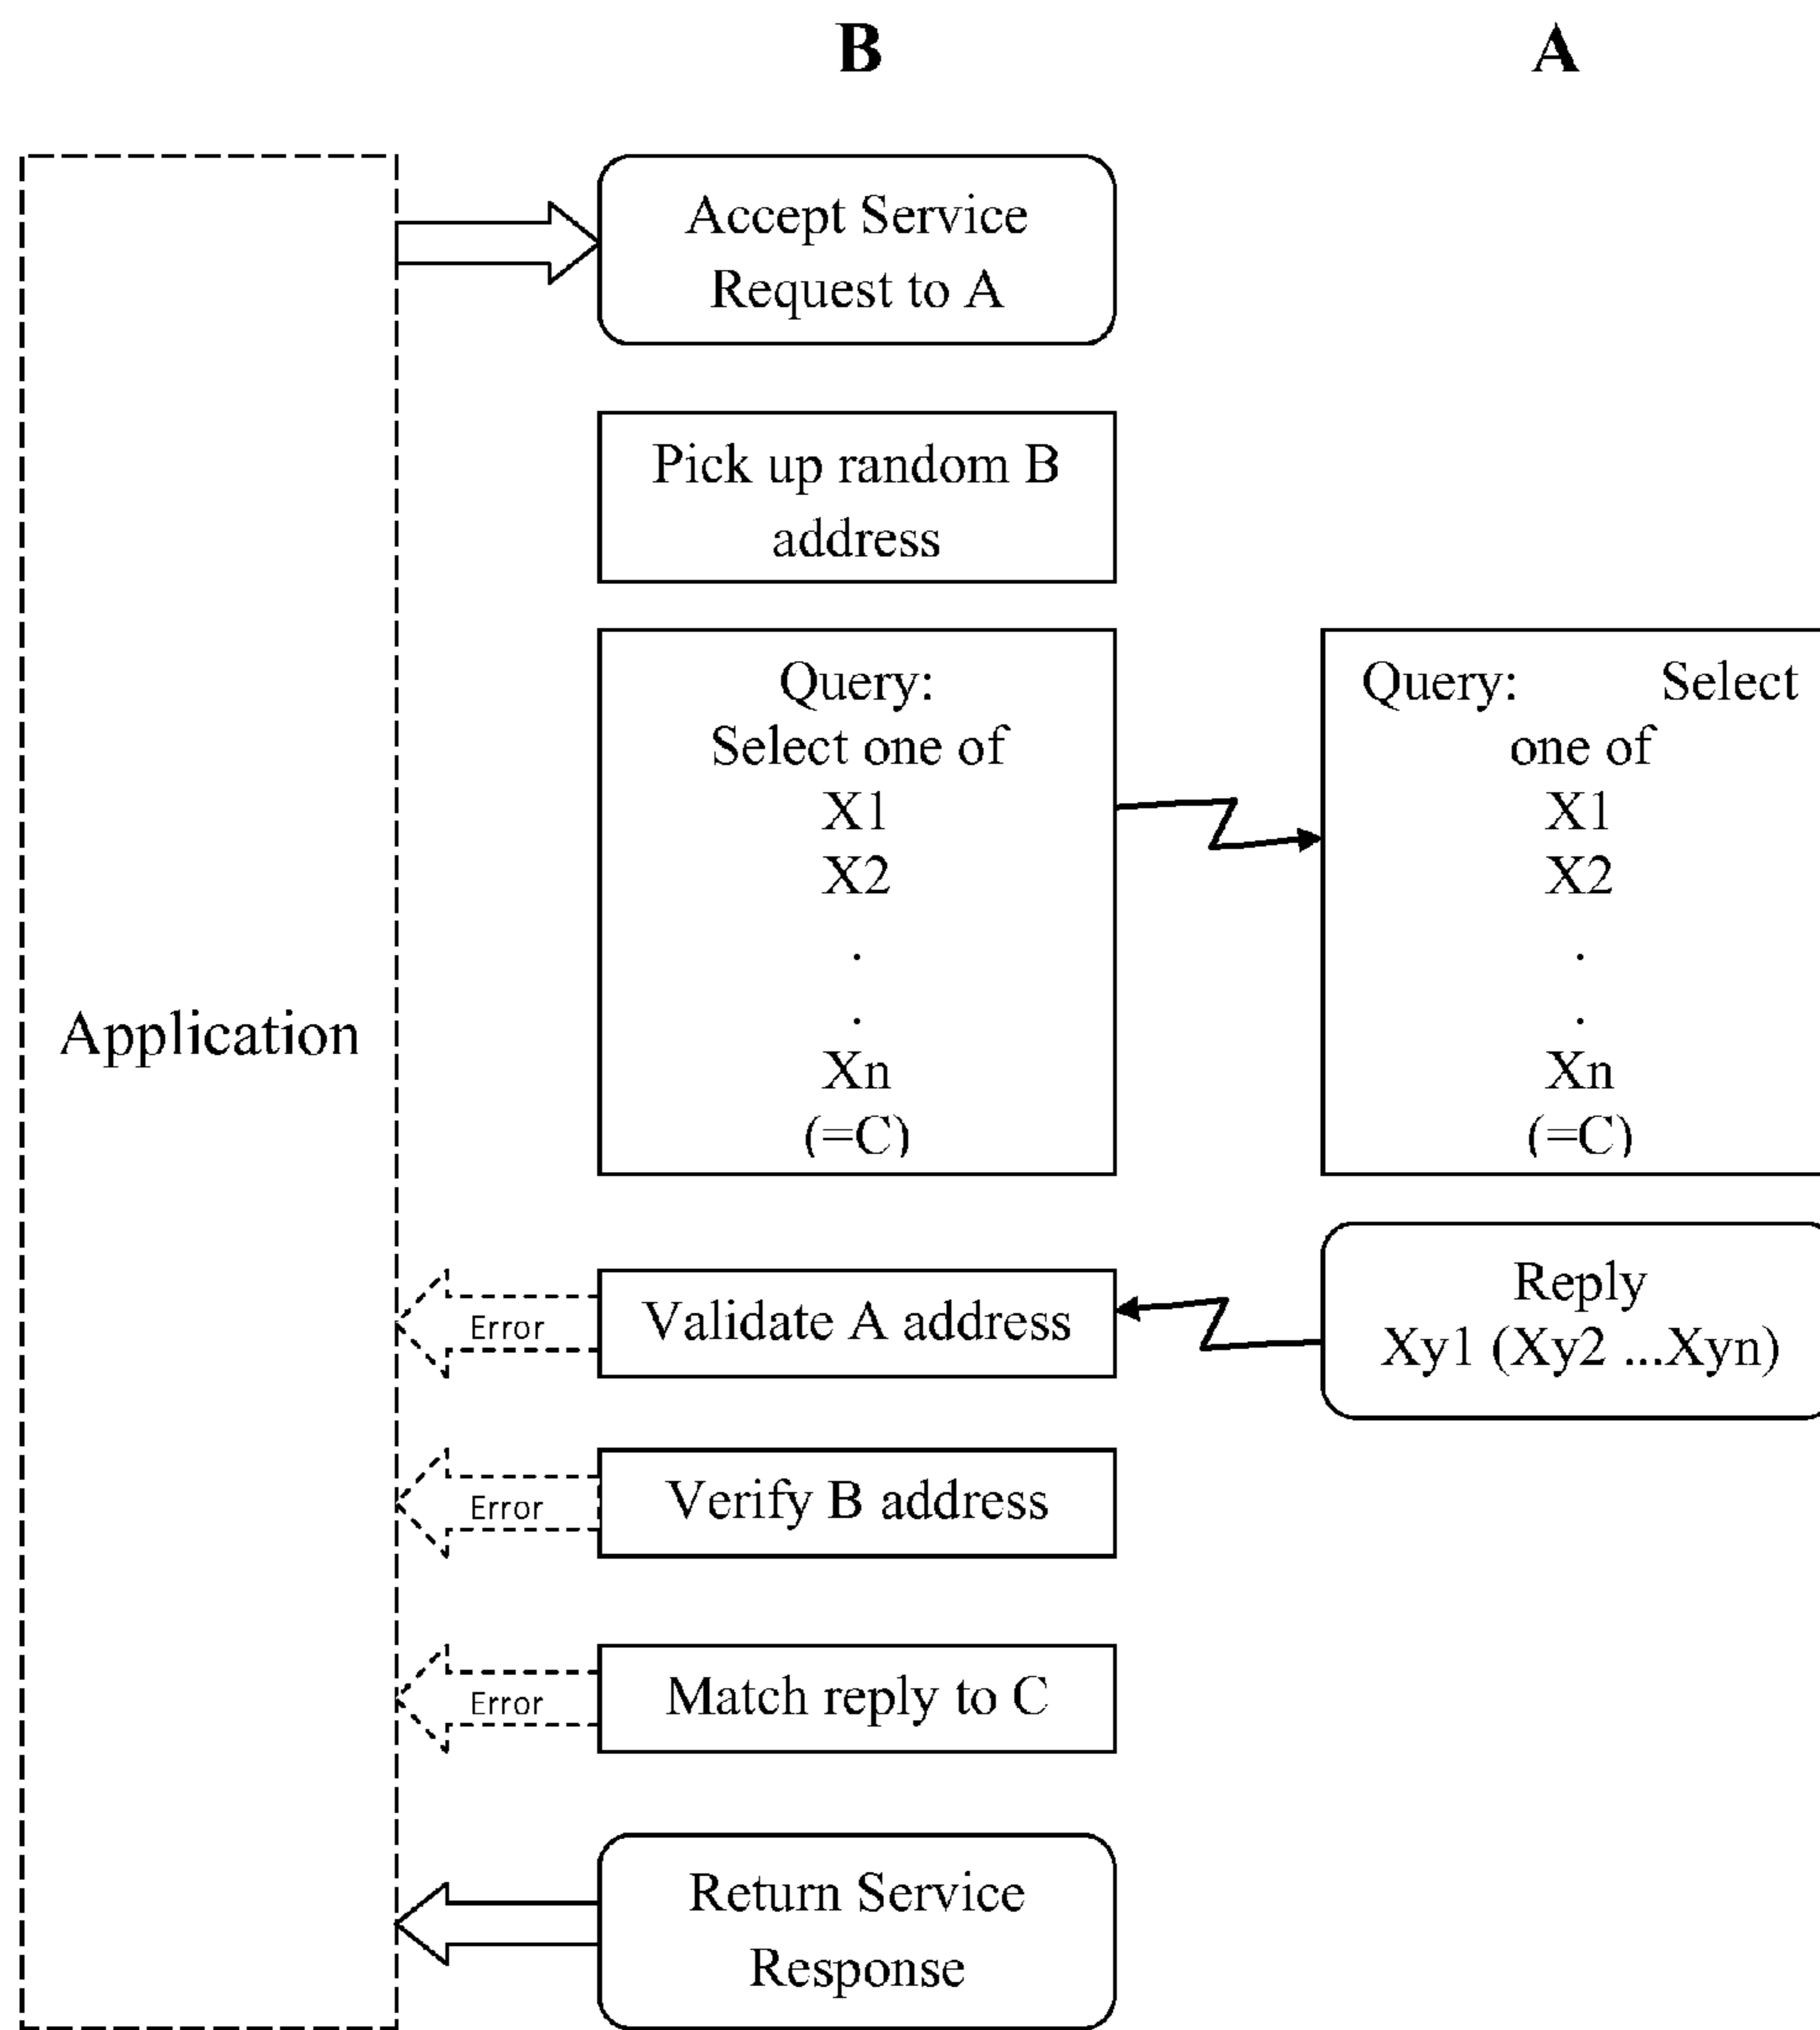 B
A
Accept Service
Request to A
Pick up random B
address
Query:
Select one of
X1
X2
.
.
Xn
(=C)
Query: Select
one of
X1
X2
.
.
Xn
(=C)
Application
Reply
Xy1 (Xy2 ...Xyn)
Error
Validate A address
Error
Verify B address
Error
Match reply to C
Return Service
Response